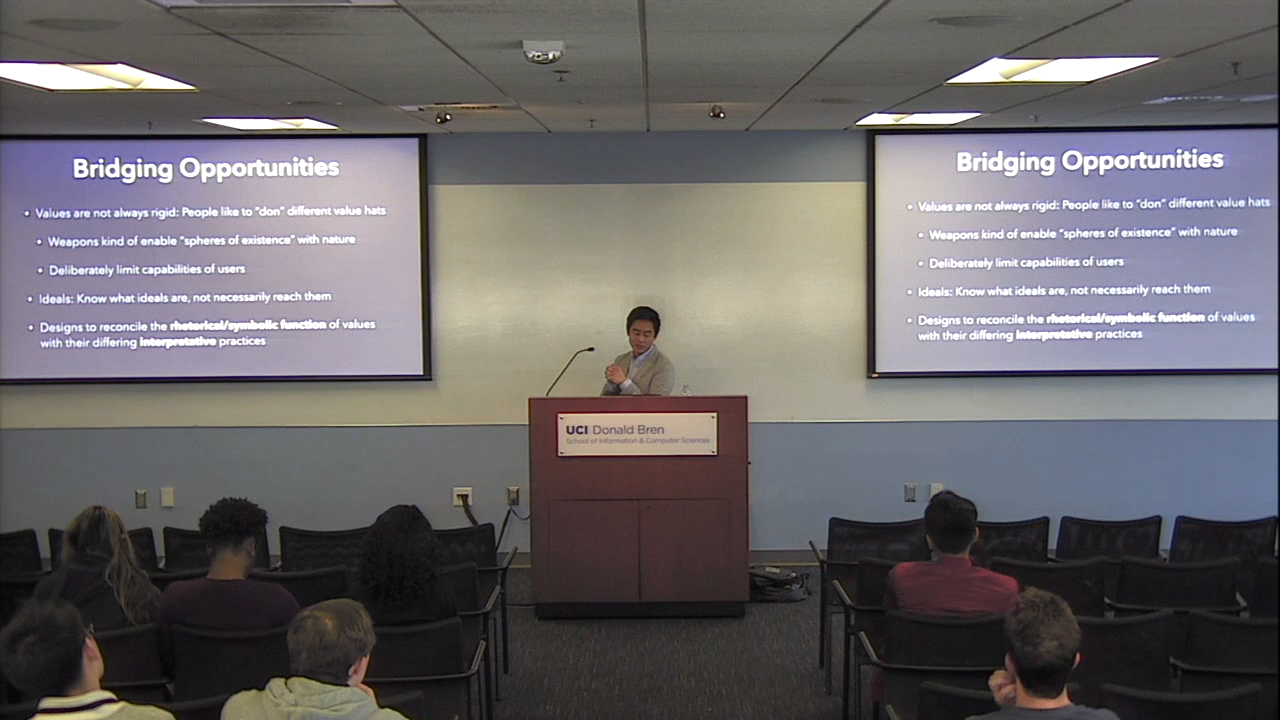 Bridging Opportunities
• Values are not always rigid: People like to "don" different value hats
• Weapons kind of enable "spheres of existence" with nature
• Deliberately limit capabilities of users
• Ideals: Know what ideals are, not necessarily reach them
• Designs to reconcile the rhetorical/symbolic function of values
with their differing interpretative practices
Bridging Opportunities
• Values are not always rigid: People like to "don" different value hats
• Weapons kind of enable "spheres of existence" with nature
• Deliberately limit capabilities of users
• Ideals: Know what ideals are, not necessarily reach them
• Designs to reconcile the rhetorical/symbolic function of values
with their differing interpretative practices
UCI Donald Bren
School of Information & Computer Sciences